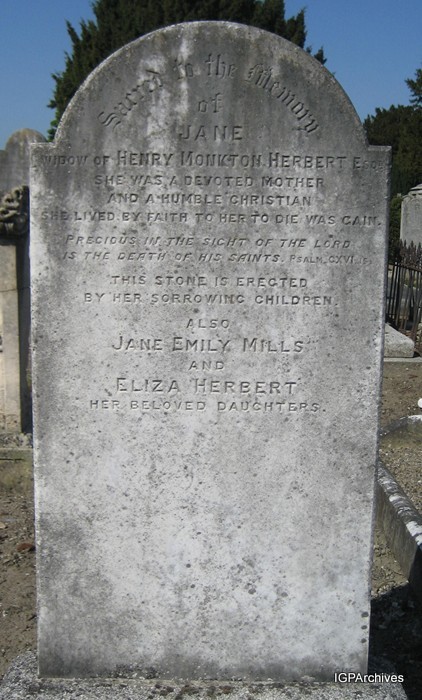 Sacred to the Memory
of
JANE
WIDOW OF HENRY MONKTON HERBERT ESQRE
SHE WAS A DEVOTED MOTHER
AND A HUMBLE CHRISTIAN
SHE LIVED BY FAITH TO HER TO DIE WAS GAIN.
PRECIOUS IN THE SIGHT OF THE LORD
IS THE DEATH OF HIS SAINTS. PSALM. CXVI. 15.
THIS STONE IS ERECTED
BY HER SORROWING CHILDREN.
ALSO
JANE EMILY MILLS
AND
ELIZA HERBERT
HER BELOVED DAUGHTERS.
IGPArchives